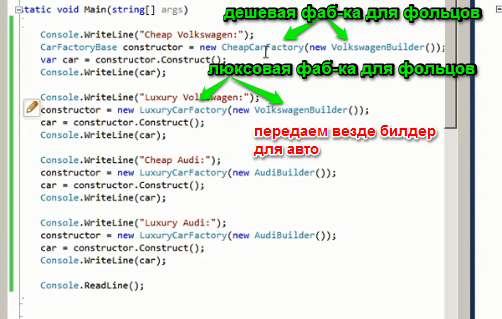 static void Main(string[] args)
дешевая фаб-ка для фольцов
Console.WriteLine("Cheap Volkswagen:");
CarFactoryBase constructor = new CheapCarFactory(new VolkswagenBuilder());
var car = constructor.Construct();
Console.WriteLine(car);
люксовая фаб-ка для фольцов
Console.WriteLine("Luxury Volkswagen:");
constructor = new LuxuryCarFactory(new VolkswagenBuilder());
car = constructor.Construct();
Console.WriteLine(car);
передаем везде билдер
для авто
Console.WriteLine("Cheap Audi:");
constructor = new LuxuryCarFactory(new AudiBuilder());
car = constructor.Construct();
Console.WriteLine(car);
Console.WriteLine("Luxury Audi:");
constructor = new LuxuryCarFactory(new AudiBuilder());
car = constructor.Construct();
Console.WriteLine(car);
Console.ReadLine();